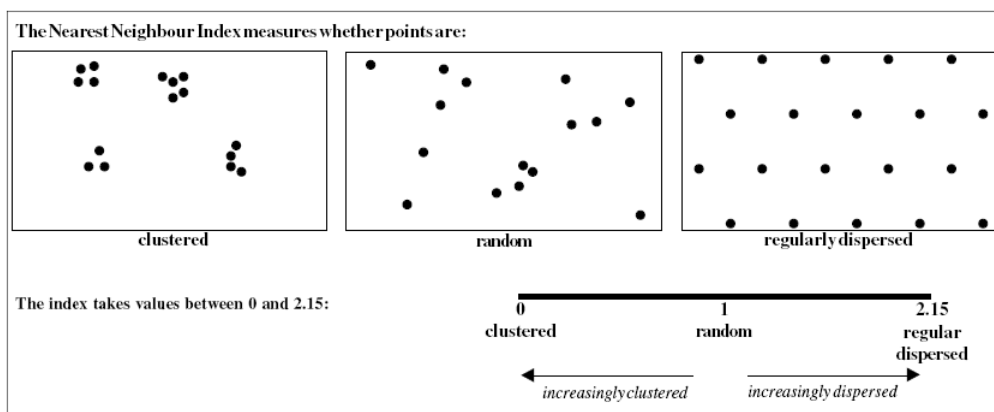 The Nearest Neighbour Index measures whether points are:
clustered
random
regularly dispersed
The index takes values between 0 and 2.15:
0
clustered
1
random
2.15
regular
dispersed
increasingly clustered
increasingly dispersed